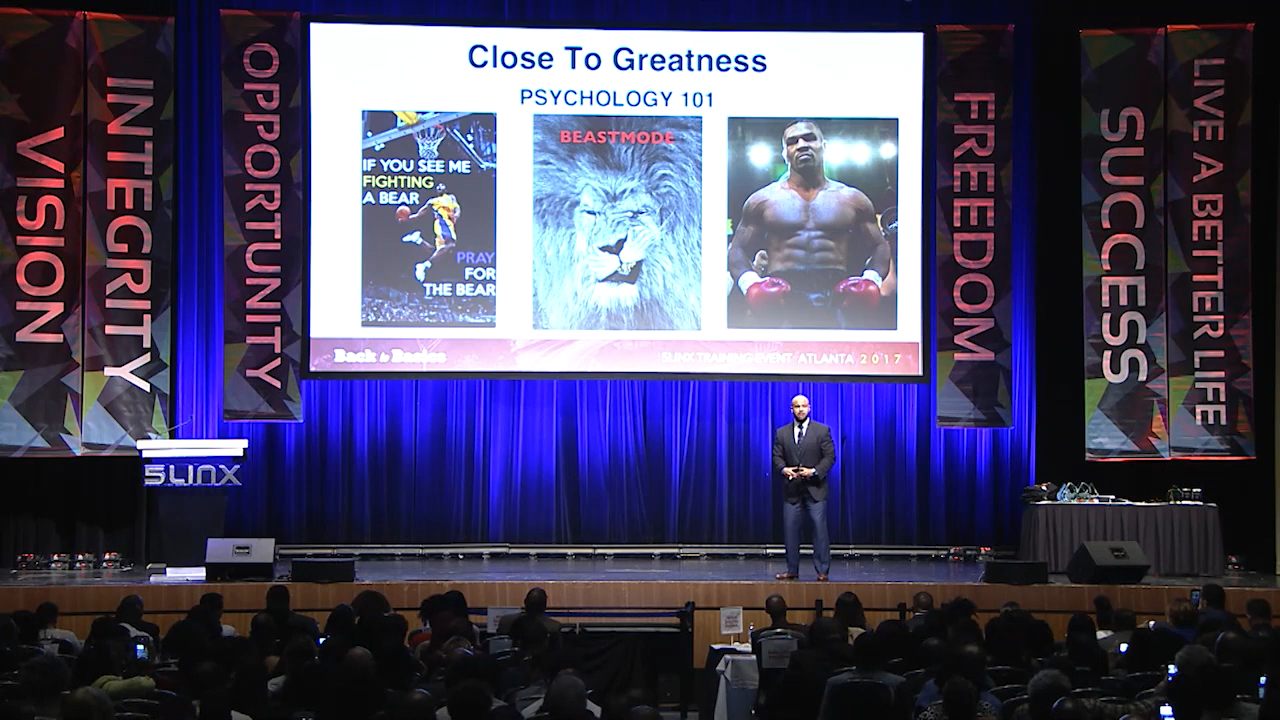 VISION
INTEGRITY
OPPORTUNITY
Close To Greatness
PSYCHOLOGY 101
IF YOU SEE ME
FIGHTING
A BEAR
PRAY
FOR
THE BEAR
BEASTMODE
Back to Basics
5LINX TRAINING EVENT ATLANTA 2017
FREEDOM
SUCCESS
LIVE A BETTER LIFE
5LINX